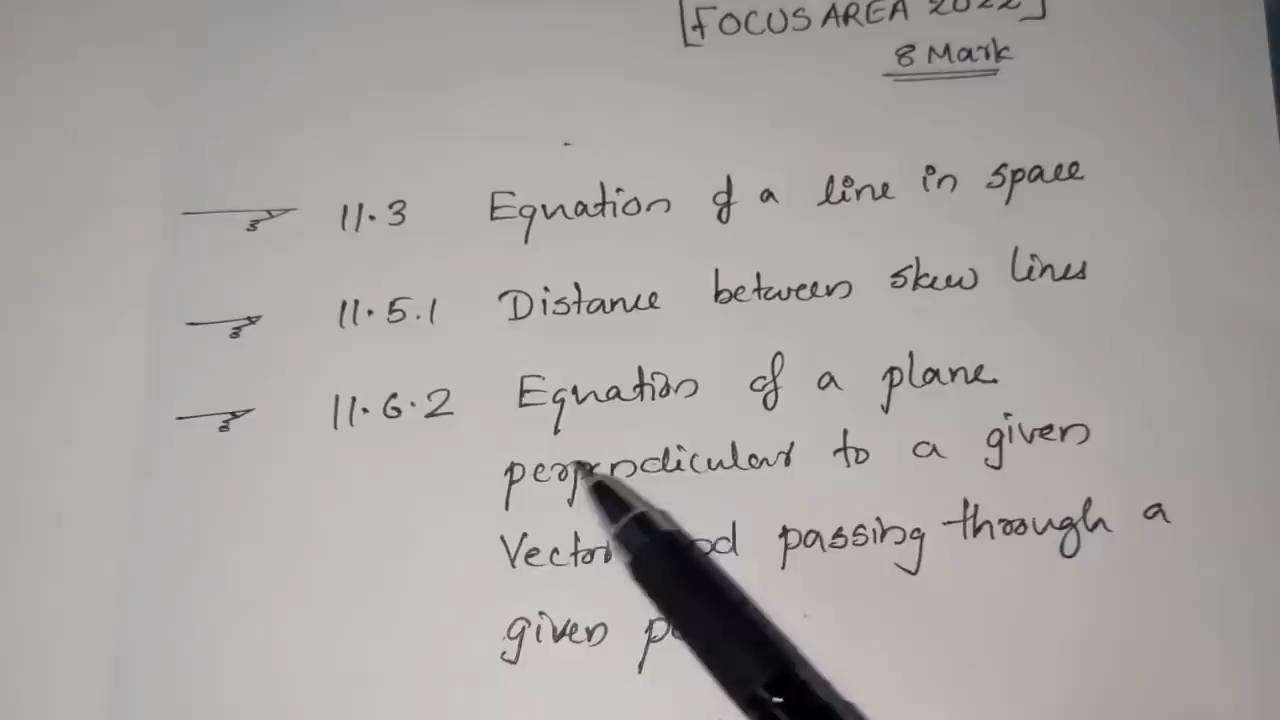 [FOCUS AREA 2022]
8 Mark
11.3 Equation of a line in space
11.5.1 Distance between skew lines
11.6.2 Equation of a plane
perpendicular to a given
Vector passing through a
given